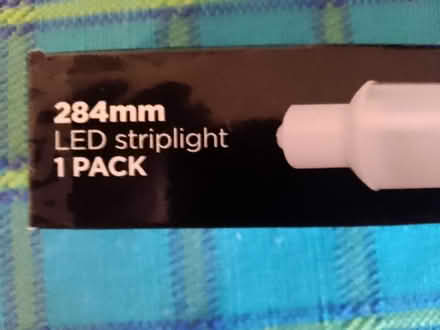 284mm
LED striplight
1 PACK